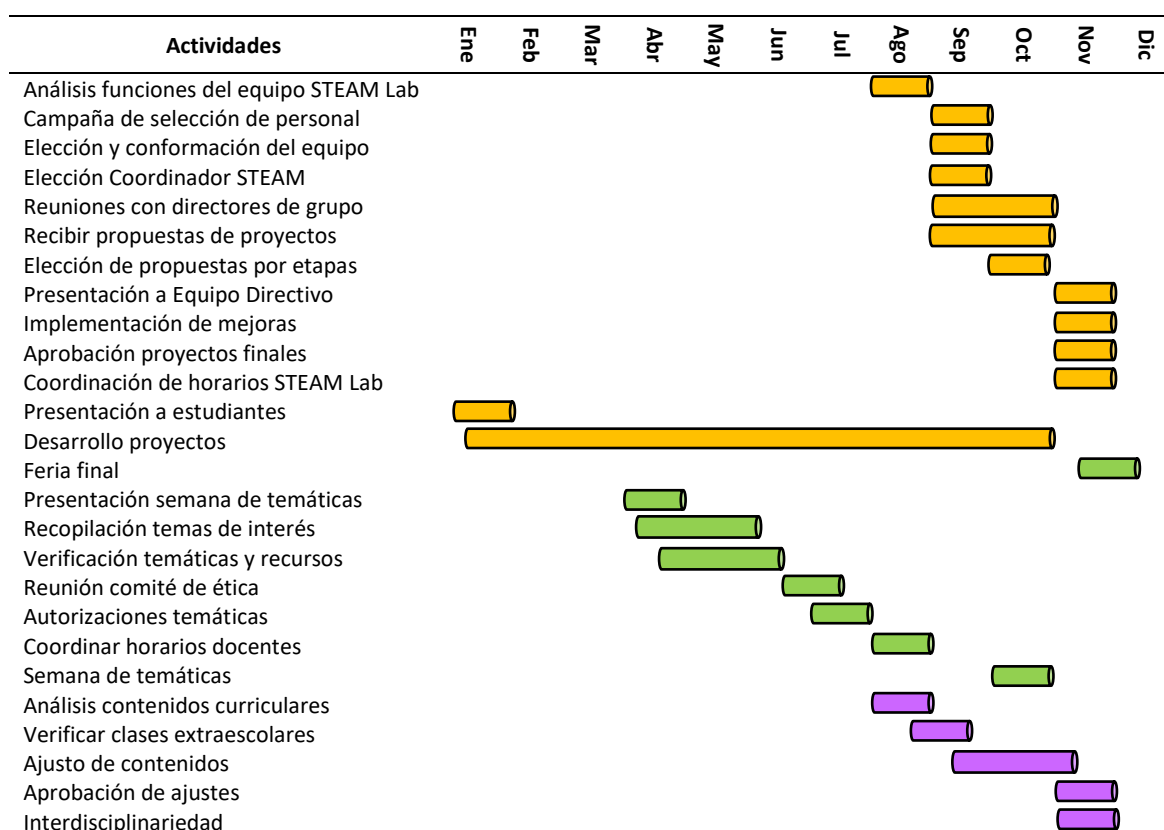 Actividades Ene Feb Mar Abr May Jun Jul Ago Sep Oct Nov Dic
Análisis funciones del equipo STEAM Lab
Campaña de selección de personal
Elección y conformación del equipo
Elección Coordinador STEAM
Reuniones con directores de grupo
Recibir propuestas de proyectos
Elección de propuestas por etapas
Presentación a Equipo Directivo
Implementación de mejoras
Aprobación proyectos finales
Coordinación de horarios STEAM Lab
Presentación a estudiantes
Desarrollo proyectos
Feria final
Presentación semana de temáticas
Recopilación temas de interés
Verificación temáticas y recursos
Reunión comité de ética
Autorizaciones temáticas
Coordinar horarios docentes
Semana de temáticas
Análisis contenidos curriculares
Verificar clases extraescolares
Ajusto de contenidos
Aprobación de ajustes
Interdisciplinariedad